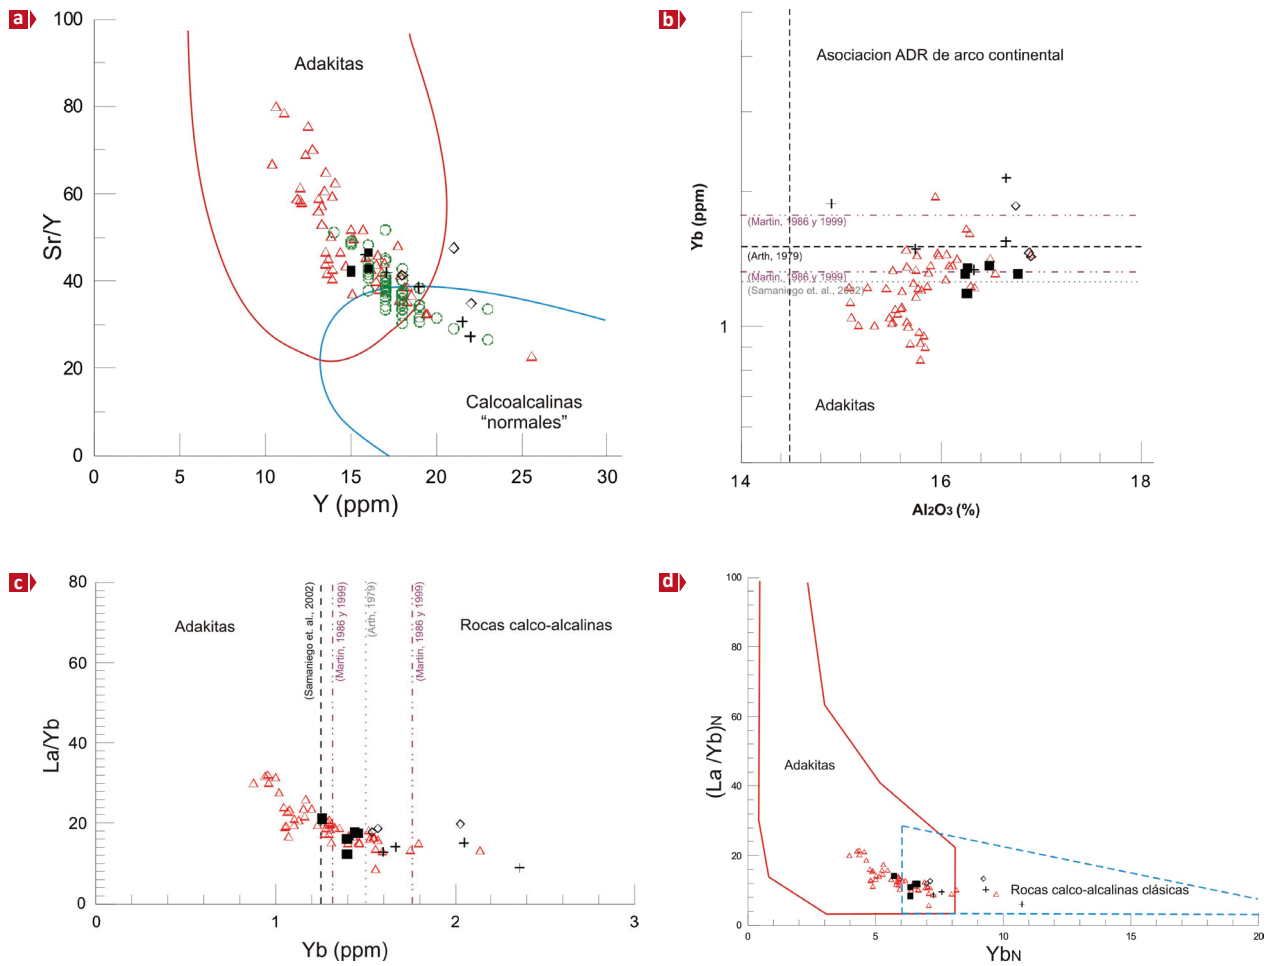 a
100
80
60
40
20
0
Sr/Y
Adakitas
Calcoalcalinas
“normales”
0
5
10
15
20
25
30
Y (ppm)
b
Yb (ppm)
Asociacion ADR de arco continental
(Martin, 1986 y 1999)
(Arth, 1979)
(Martin, 1986 y 1999)
(Samaniego et. al., 2002)
1
Adakitas
14
16
18
Al2O3 (%)
c
80
60
40
20
0
La/Yb
Adakitas
(Samaniego et. al., 2002)
(Martin, 1986 y 1999)
(Arth, 1979)
(Martin, 1986 y 1999)
Rocas calco-alcalinas
0
1
2
3
Yb (ppm)
d
100
80
60
40
20
0
(La /Yb)N
Adakitas
Rocas calco-alcalinas clásicas
0
5
10
15
20
YbN